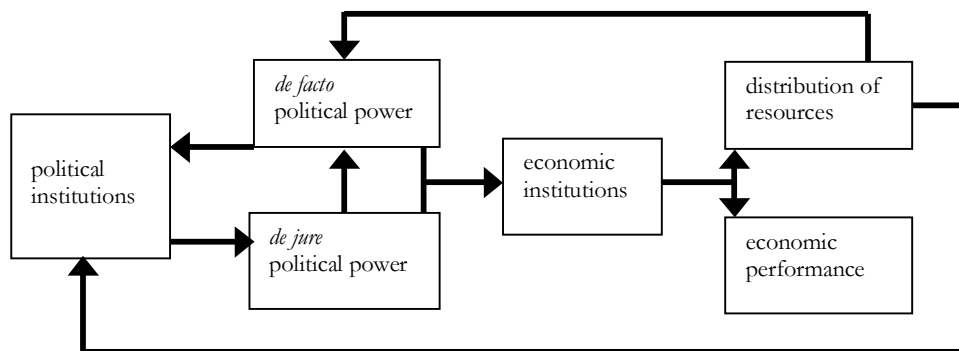 de facto
political power
distribution of
resources
political
institutions
economic
institutions
de jure
political power
economic
performance